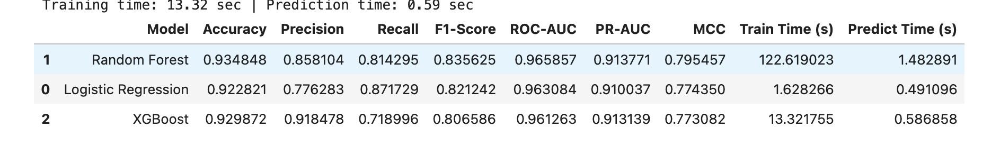 Training time: 13.32 sec | Prediction time: 0.59 sec
Model Accuracy Precision Recall F1-Score ROC-AUC PR-AUC MCC Train Time (s) Predict Time (s)
1 Random Forest 0.934848 0.858104 0.814295 0.835625 0.965857 0.913771 0.795457 122.619023 1.482891
0 Logistic Regression 0.922821 0.776283 0.871729 0.821242 0.963084 0.910037 0.774350 1.628266 0.491096
2 XGBoost 0.929872 0.918478 0.718996 0.806586 0.961263 0.913139 0.773082 13.321755 0.586858